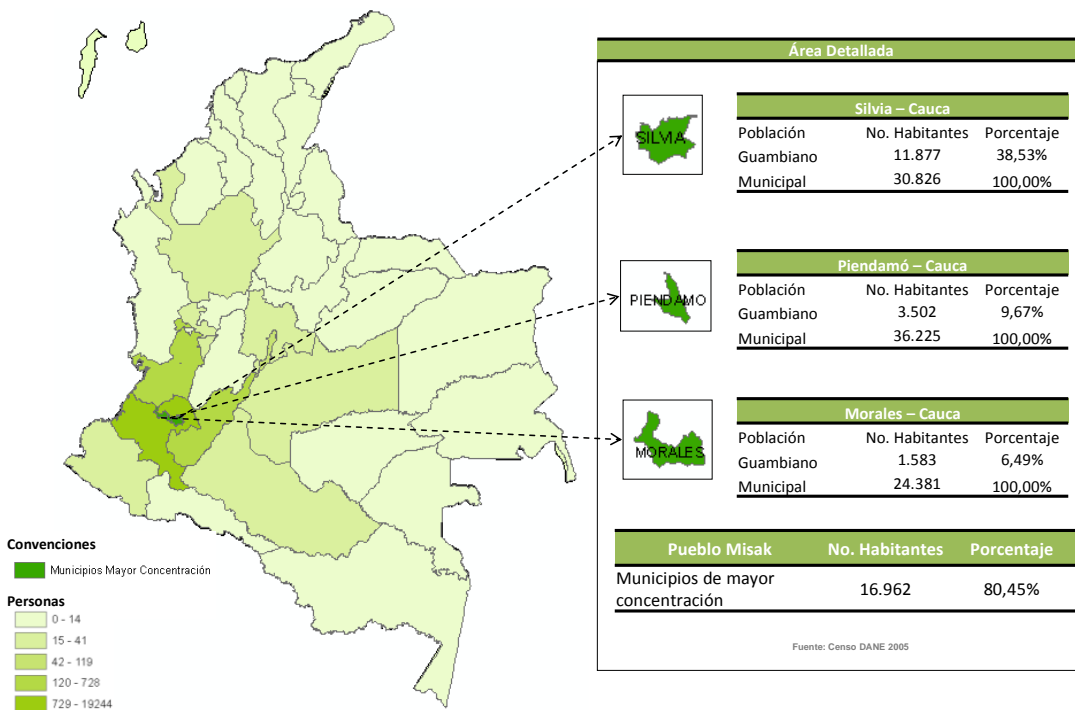 Área Detallada
SILVIA
Silvia – Cauca
Población No. Habitantes Porcentaje
Guambiano 11.877 38,53%
Municipal 30.826 100,00%
PIENDAMO
Piendamó – Cauca
Población No. Habitantes Porcentaje
Guambiano 3.502 9,67%
Municipal 36.225 100,00%
MORALES
Morales – Cauca
Población No. Habitantes Porcentaje
Guambiano 1.583 6,49%
Municipal 24.381 100,00%
Pueblo Misak No. Habitantes Porcentaje
Municipios de mayor
concentración 16.962 80,45%
Fuente: Censo DANE 2005
Convenciones
Municipios Mayor Concentración
Personas
0 - 14
15 - 41
42 - 119
120 - 728
729 - 19244